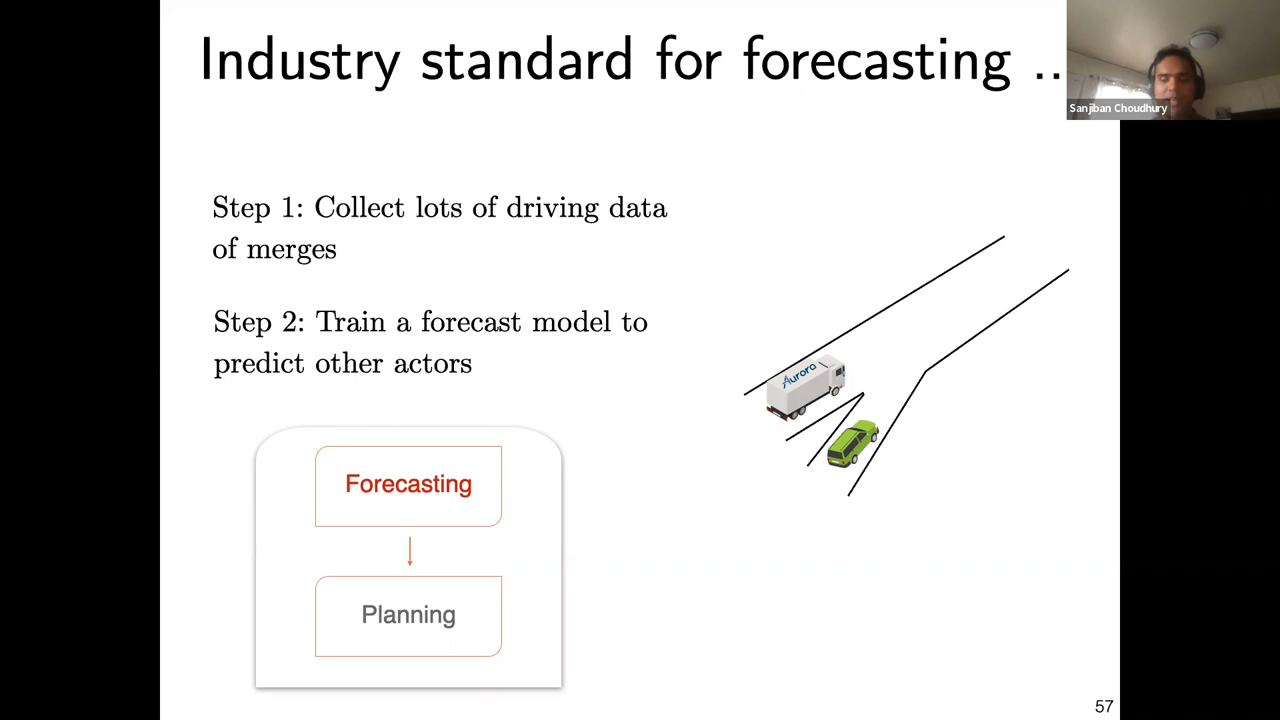 Industry standard for forecasting ..
Sanjiban Choudhury
Step 1: Collect lots of driving data
of merges
Step 2: Train a forecast model to
predict other actors
Aurora
Forecasting
Planning
57